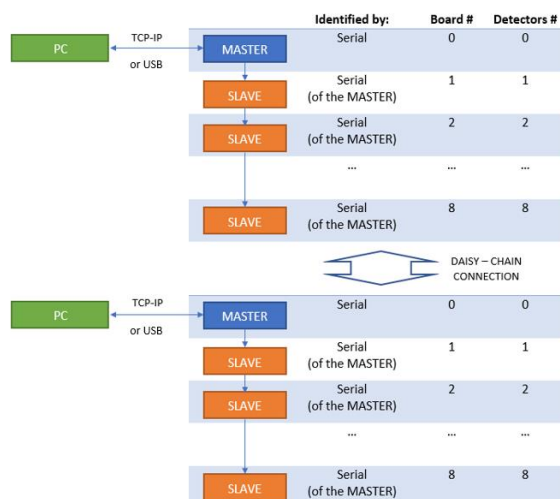 Identified by: Board # Detectors #
PC TCP-IP or USB MASTER Serial 0 0
SLAVE Serial (of the MASTER) 1 1
SLAVE Serial (of the MASTER) 2 2
... ... ...
SLAVE Serial (of the MASTER) 8 8
DAISY – CHAIN
CONNECTION
PC TCP-IP or USB MASTER Serial 0 0
SLAVE Serial (of the MASTER) 1 1
SLAVE Serial (of the MASTER) 2 2
... ... ...
SLAVE Serial (of the MASTER) 8 8